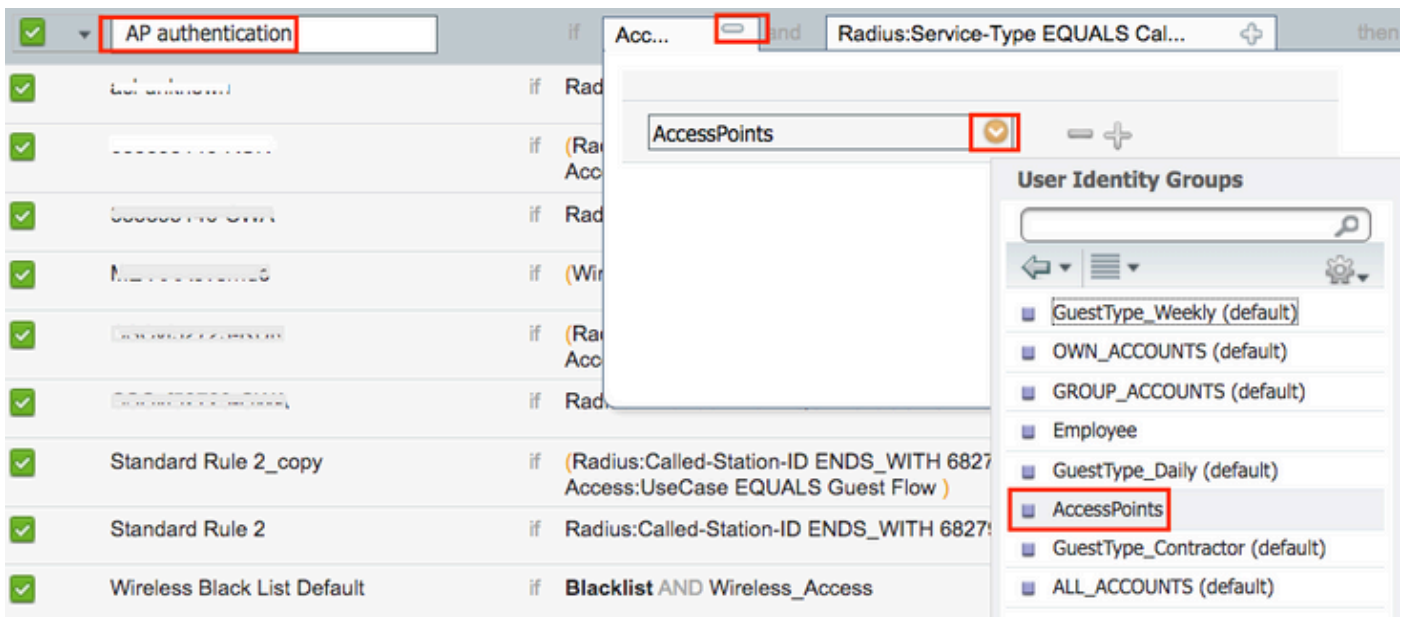 AP authentication if Acc... and Radius:Service-Type EQUALS Cal... then
if Rad
if (Ra
Acc
if Rad
if (Wir
if (Ra
Acc
if Rad
Standard Rule 2_copy if (Radius:Called-Station-ID ENDS_WITH 6827
Access:UseCase EQUALS Guest Flow )
Standard Rule 2 if Radius:Called-Station-ID ENDS_WITH 6827
Wireless Black List Default if Blacklist AND Wireless_Access
AccessPoints
User Identity Groups
GuestType_Weekly (default)
OWN_ACCOUNTS (default)
GROUP_ACCOUNTS (default)
Employee
GuestType_Daily (default)
AccessPoints
GuestType_Contractor (default)
ALL_ACCOUNTS (default)